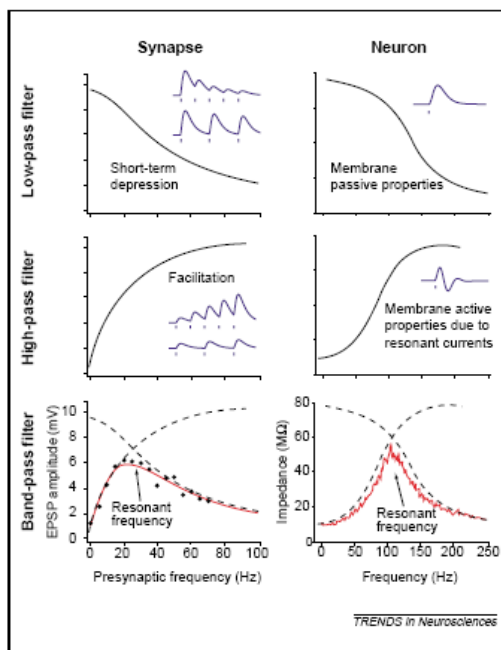 Synapse
Neuron
Low-pass filter
Short-term
depression
Membrane
passive properties
High-pass filter
Facilitation
Membrane active
properties due to
resonant currents
Band-pass filter
EPSP amplitude (mV)
12
10
8
6
4
2
0
Resonant
frequency
0 20 40 60 80 100
Presynaptic frequency (Hz)
Impedance (MΩ)
80
60
40
20
0
Resonant
frequency
0 50 100 150 200 250
Frequency (Hz)
TRENDS in Neurosciences